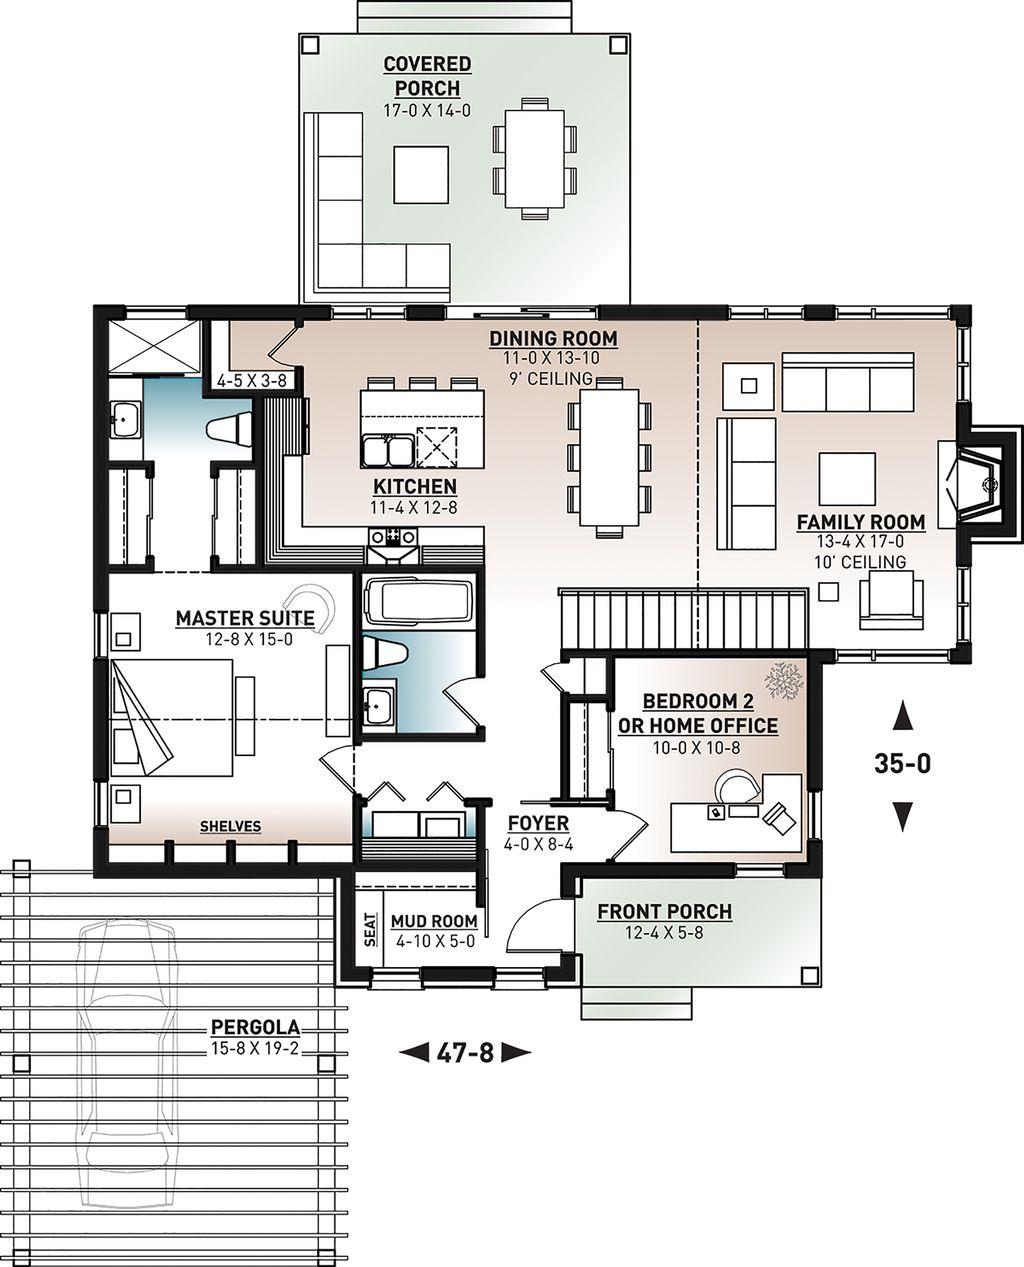 COVERED
PORCH
17-0 X 14-0
DINING ROOM
11-0 X 13-10
9' CEILING
4-5 X 3-8
KITCHEN
11-4 X 12-8
FAMILY ROOM
13-4 X 17-0
10' CEILING
MASTER SUITE
12-8 X 15-0
BEDROOM 2
OR HOME OFFICE
10-0 X 10-8
35-0
SHELVES
FOYER
4-0 X 8-4
SEAT
MUD ROOM
4-10 X 5-0
FRONT PORCH
12-4 X 5-8
PERGOLA
15-8 X 19-2
47-8